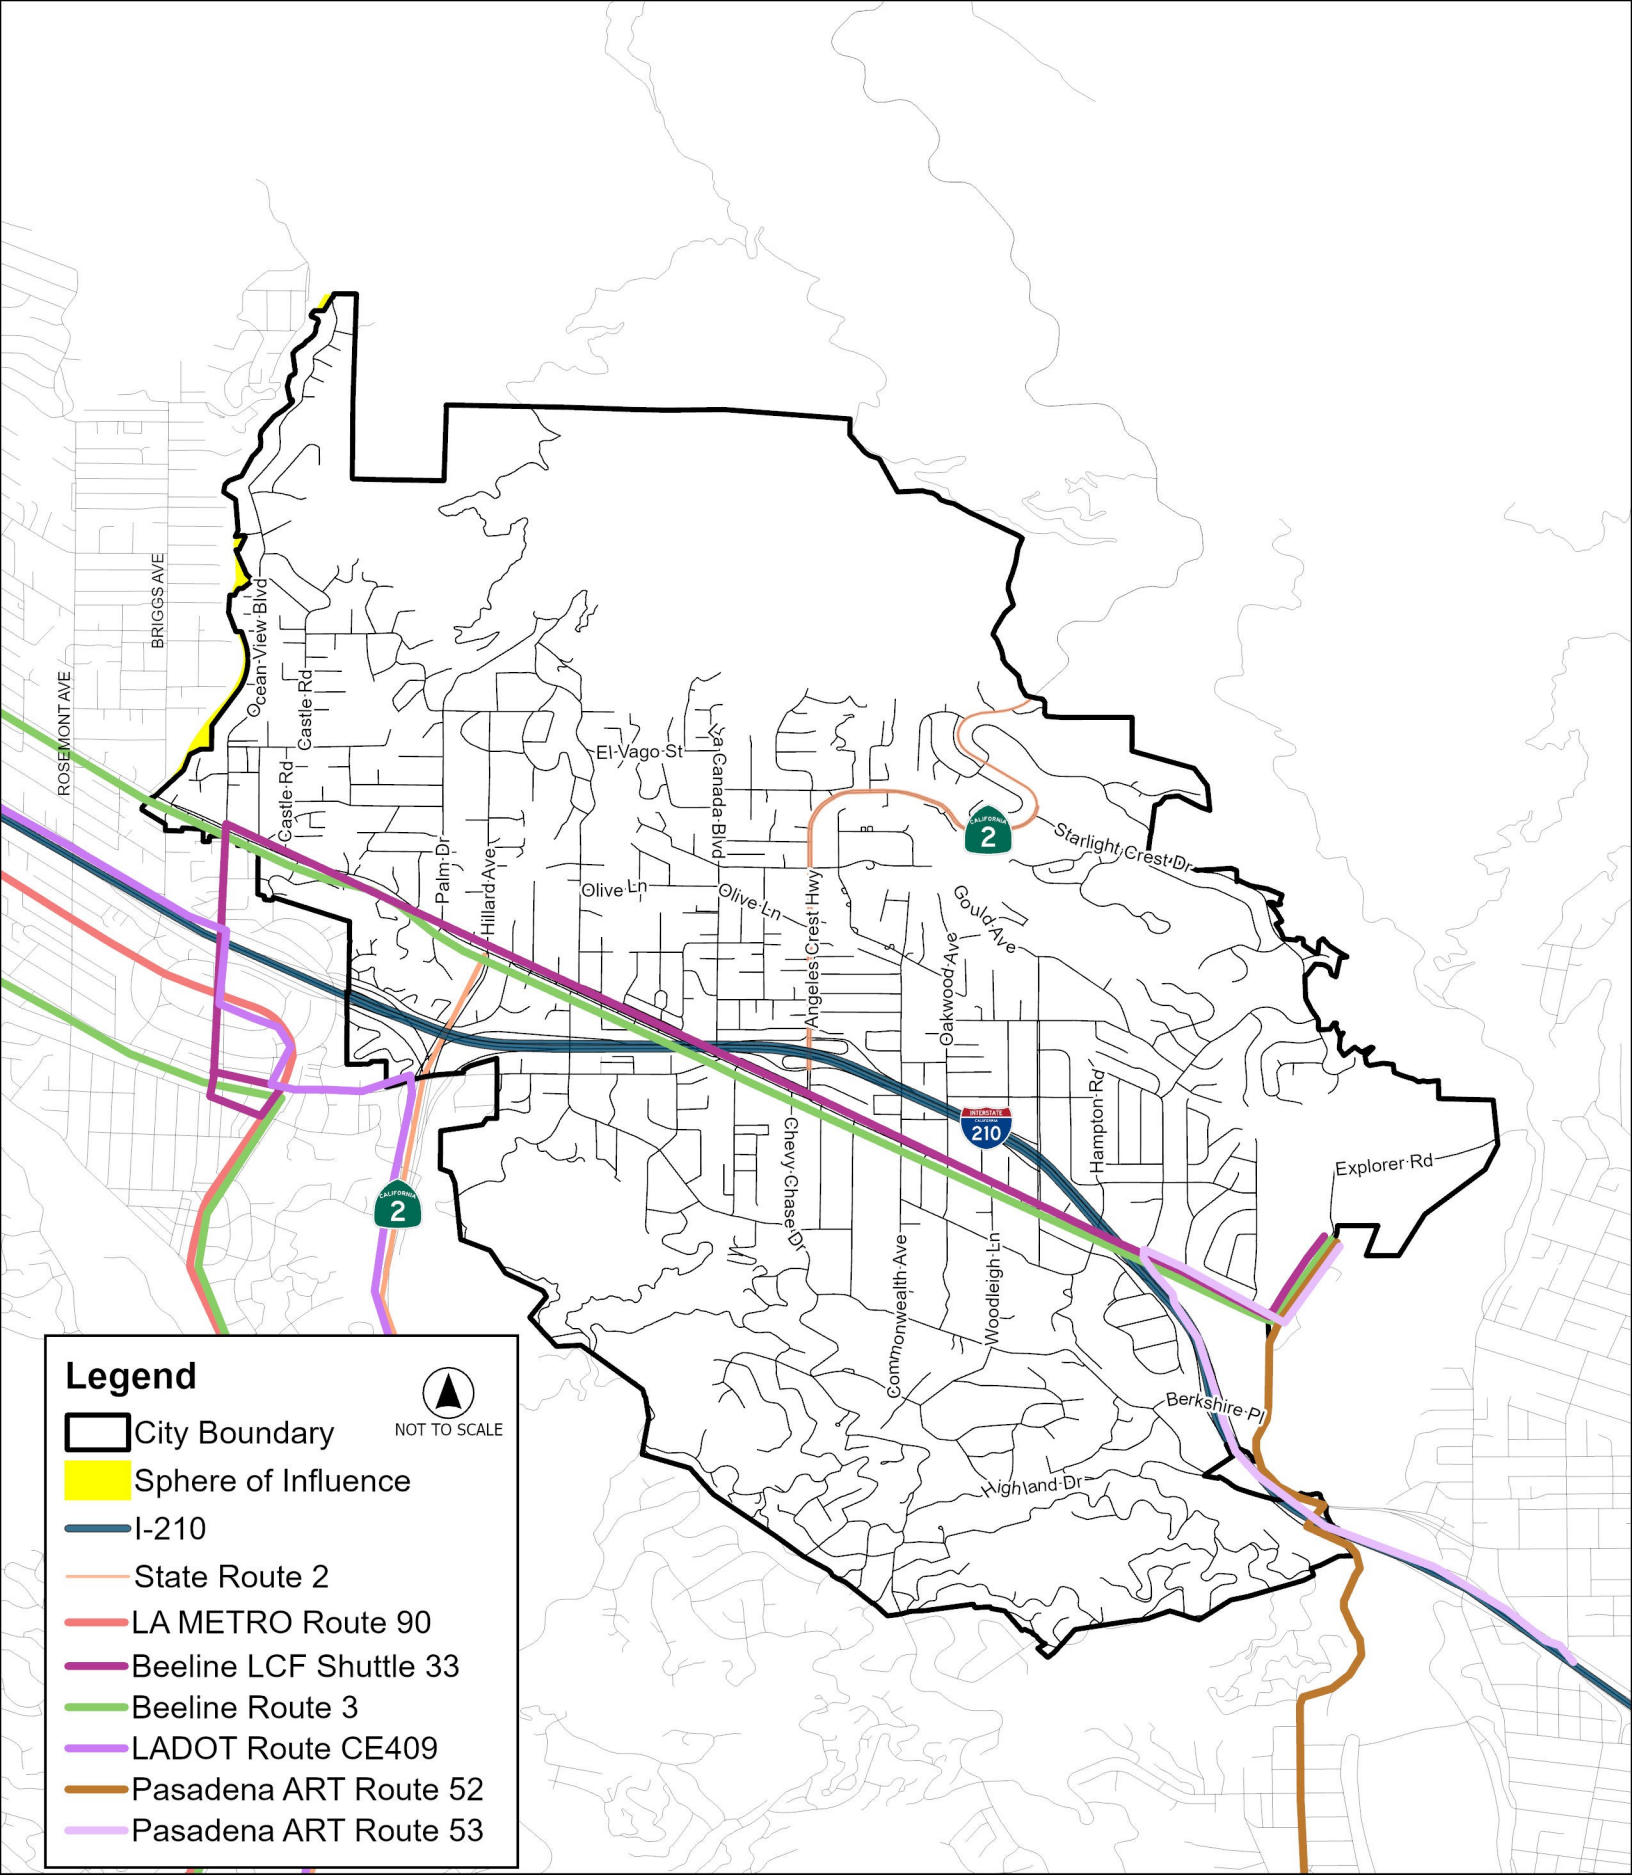 BRIGGS AVE
ROSEMONT AVE
Ocean View Blvd
Castle Rd
Castle Rd
El Vago St
La Canada Blvd
CALIFORNIA
2
Starlight Crest Dr
Palm Dr
Hillard Ave
Olive Ln
Olive Ln
Angeles Crest Hwy
Gould Ave
Oakwood Ave
INTERSTATE
CALIFORNIA
210
Hampton Rd
Chevy Chase Dr
Explorer Rd
CALIFORNIA
2
Commonwealth Ave
Woodleigh Ln
Berkshire Pl
Highland Dr
Legend
NOT TO SCALE
City Boundary
Sphere of Influence
I-210
State Route 2
LA METRO Route 90
Beeline LCF Shuttle 33
Beeline Route 3
LADOT Route CE409
Pasadena ART Route 52
Pasadena ART Route 53